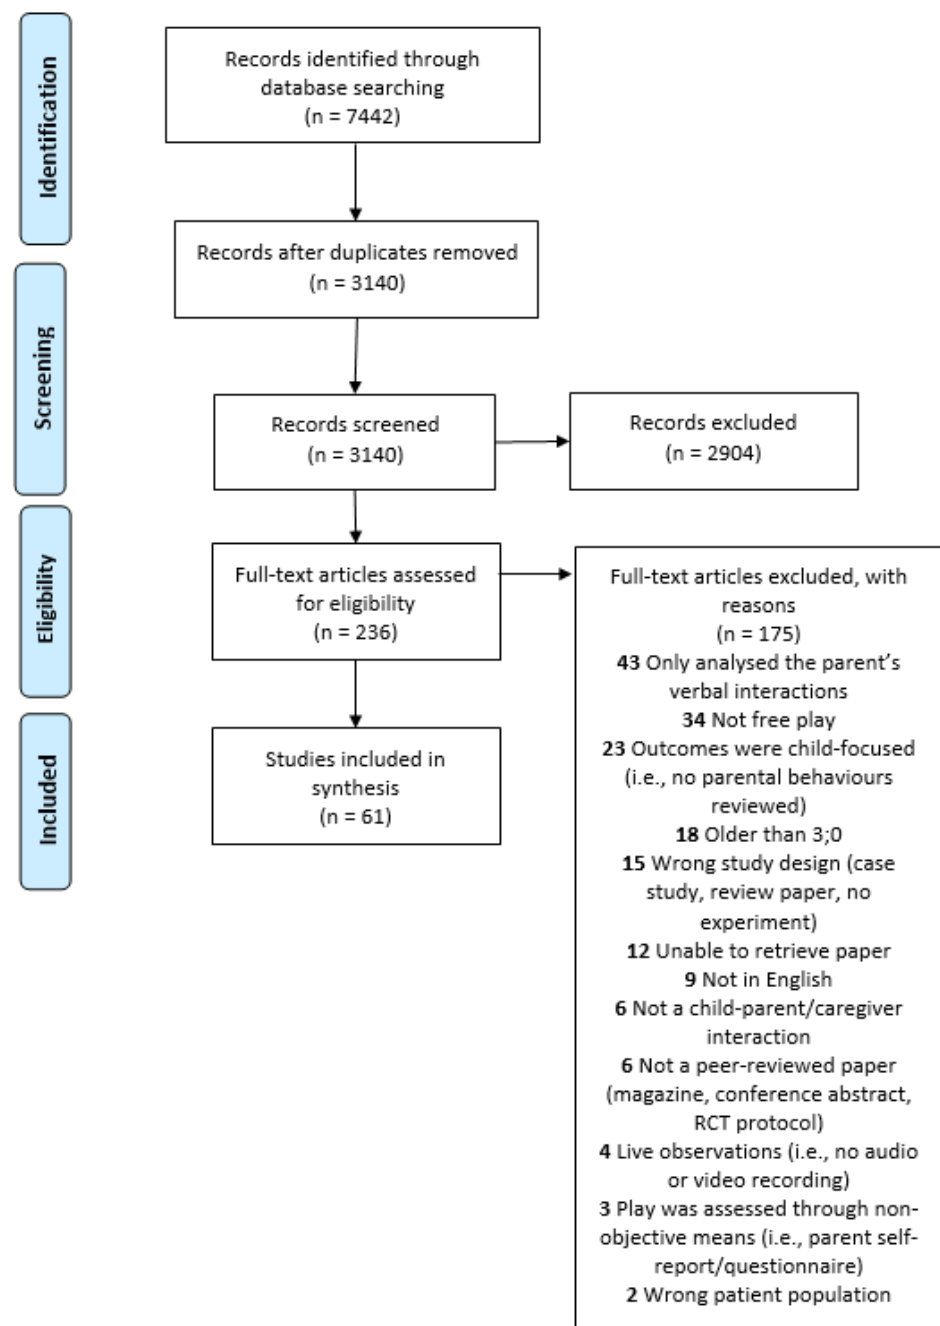 Identification
Records identified through
database searching
(n = 7442)
Records after duplicates removed
(n = 3140)
Screening
Records screened
(n = 3140)
Records excluded
(n = 2904)
Eligibility
Full-text articles assessed
for eligibility
(n = 236)
Full-text articles excluded, with
reasons
(n = 175)
43 Only analysed the parent's
verbal interactions
34 Not free play
23 Outcomes were child-focused
(i.e., no parental behaviours
reviewed)
18 Older than 3;0
15 Wrong study design (case
study, review paper, no
experiment)
12 Unable to retrieve paper
9 Not in English
6 Not a child-parent/caregiver
interaction
6 Not a peer-reviewed paper
(magazine, conference abstract,
RCT protocol)
4 Live observations (i.e., no audio
or video recording)
3 Play was assessed through non-
objective means (i.e., parent self-
report/questionnaire)
2 Wrong patient population
Included
Studies included in
synthesis
(n = 61)